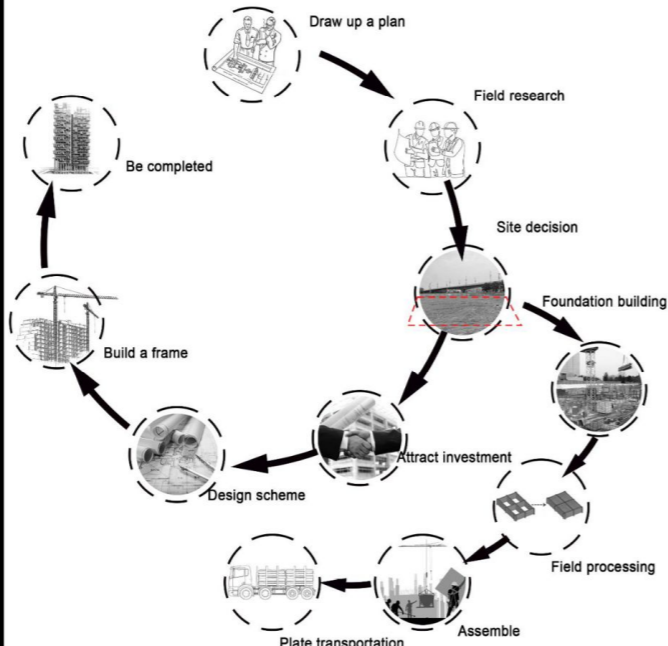 Draw up a plan
Field research
Be completed
Site decision
Foundation building
Build a frame
Attract investment
Design scheme
Field processing
Assemble
Plate transportation